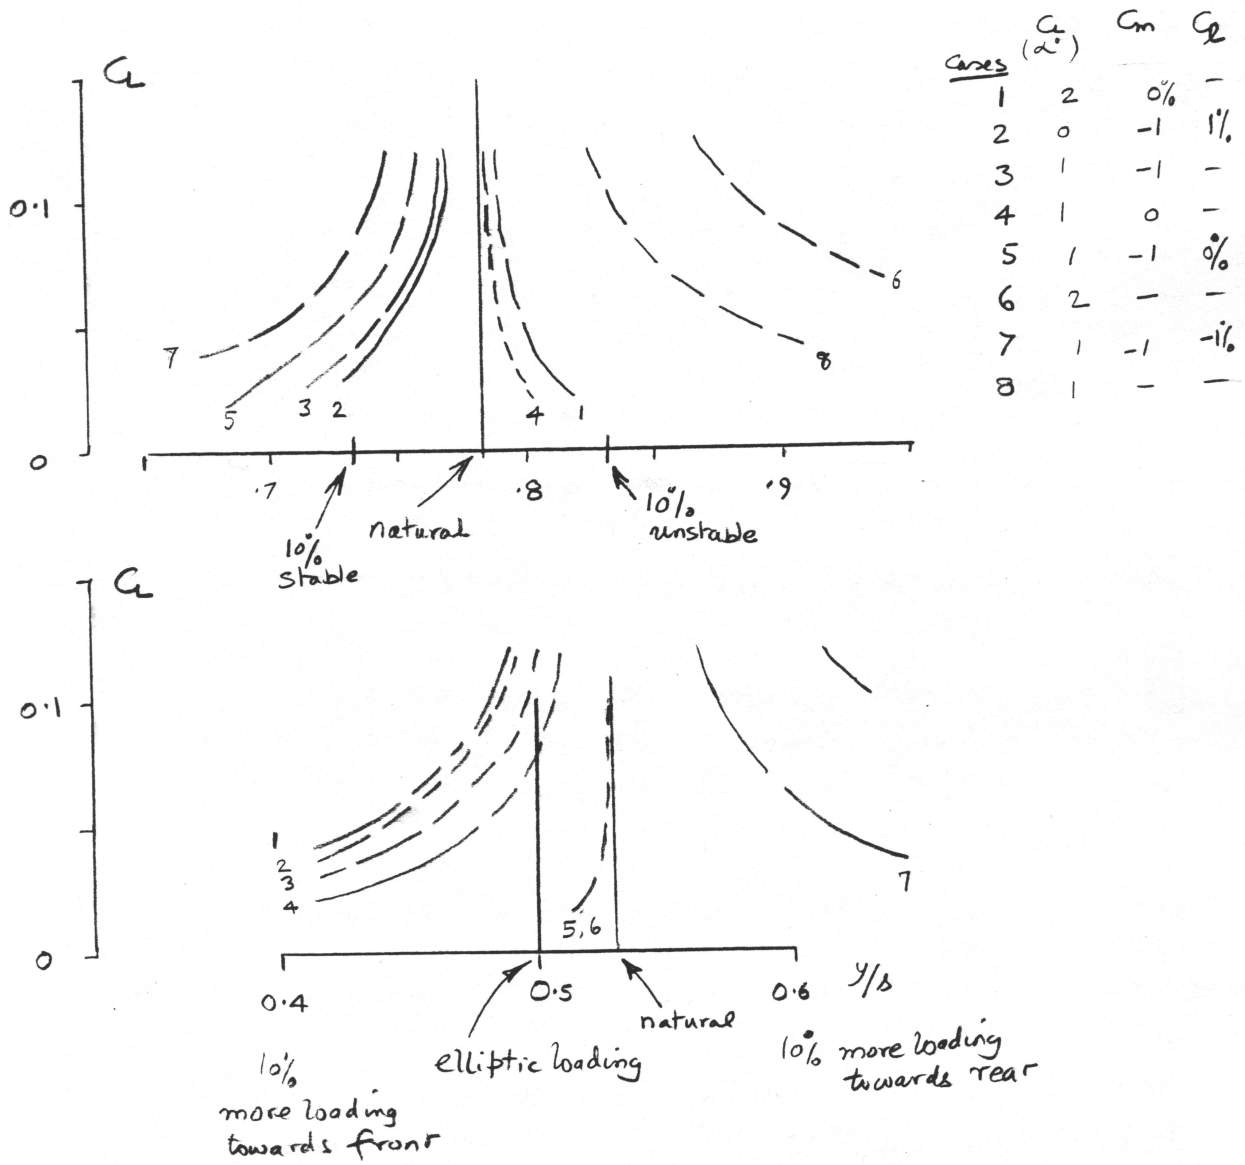 CL
0.1
0
7
5
3
2
4
1
8
6
.7
.8
.9
10% stable
natural
10% unstable
Cases CL (α°) Cm Cl
1 2 0% –
2 0 -1 1%
3 1 -1 –
4 1 0 –
5 1 -1 0%
6 2 – –
7 1 -1 -1%
8 1 – –
CL
0.1
0
1
2
3
4
5,6
7
0.4
0.5
0.6
y/s
elliptic loading
natural
10%
more loading
towards front
10% more loading
towards rear